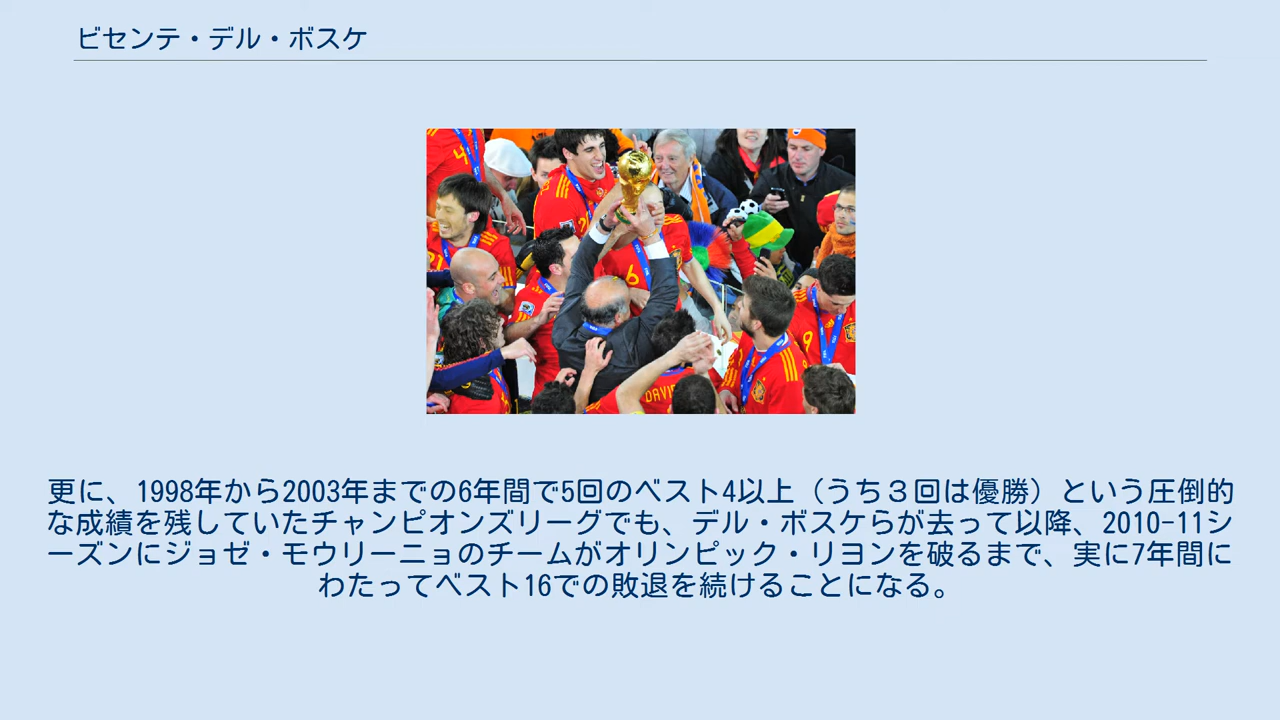 ビセンテ・デル・ボスケ
4
6
9
DAVI
更に、1998年から2003年までの6年間で5回のベスト4以上（うち３回は優勝）という圧倒的
な成績を残していたチャンピオンズリーグでも、デル・ボスケらが去って以降、2010-11シ
ーズンにジョゼ・モウリーニョのチームがオリンピック・リヨンを破るまで、実に7年間に
わたってベスト16での敗退を続けることになる。